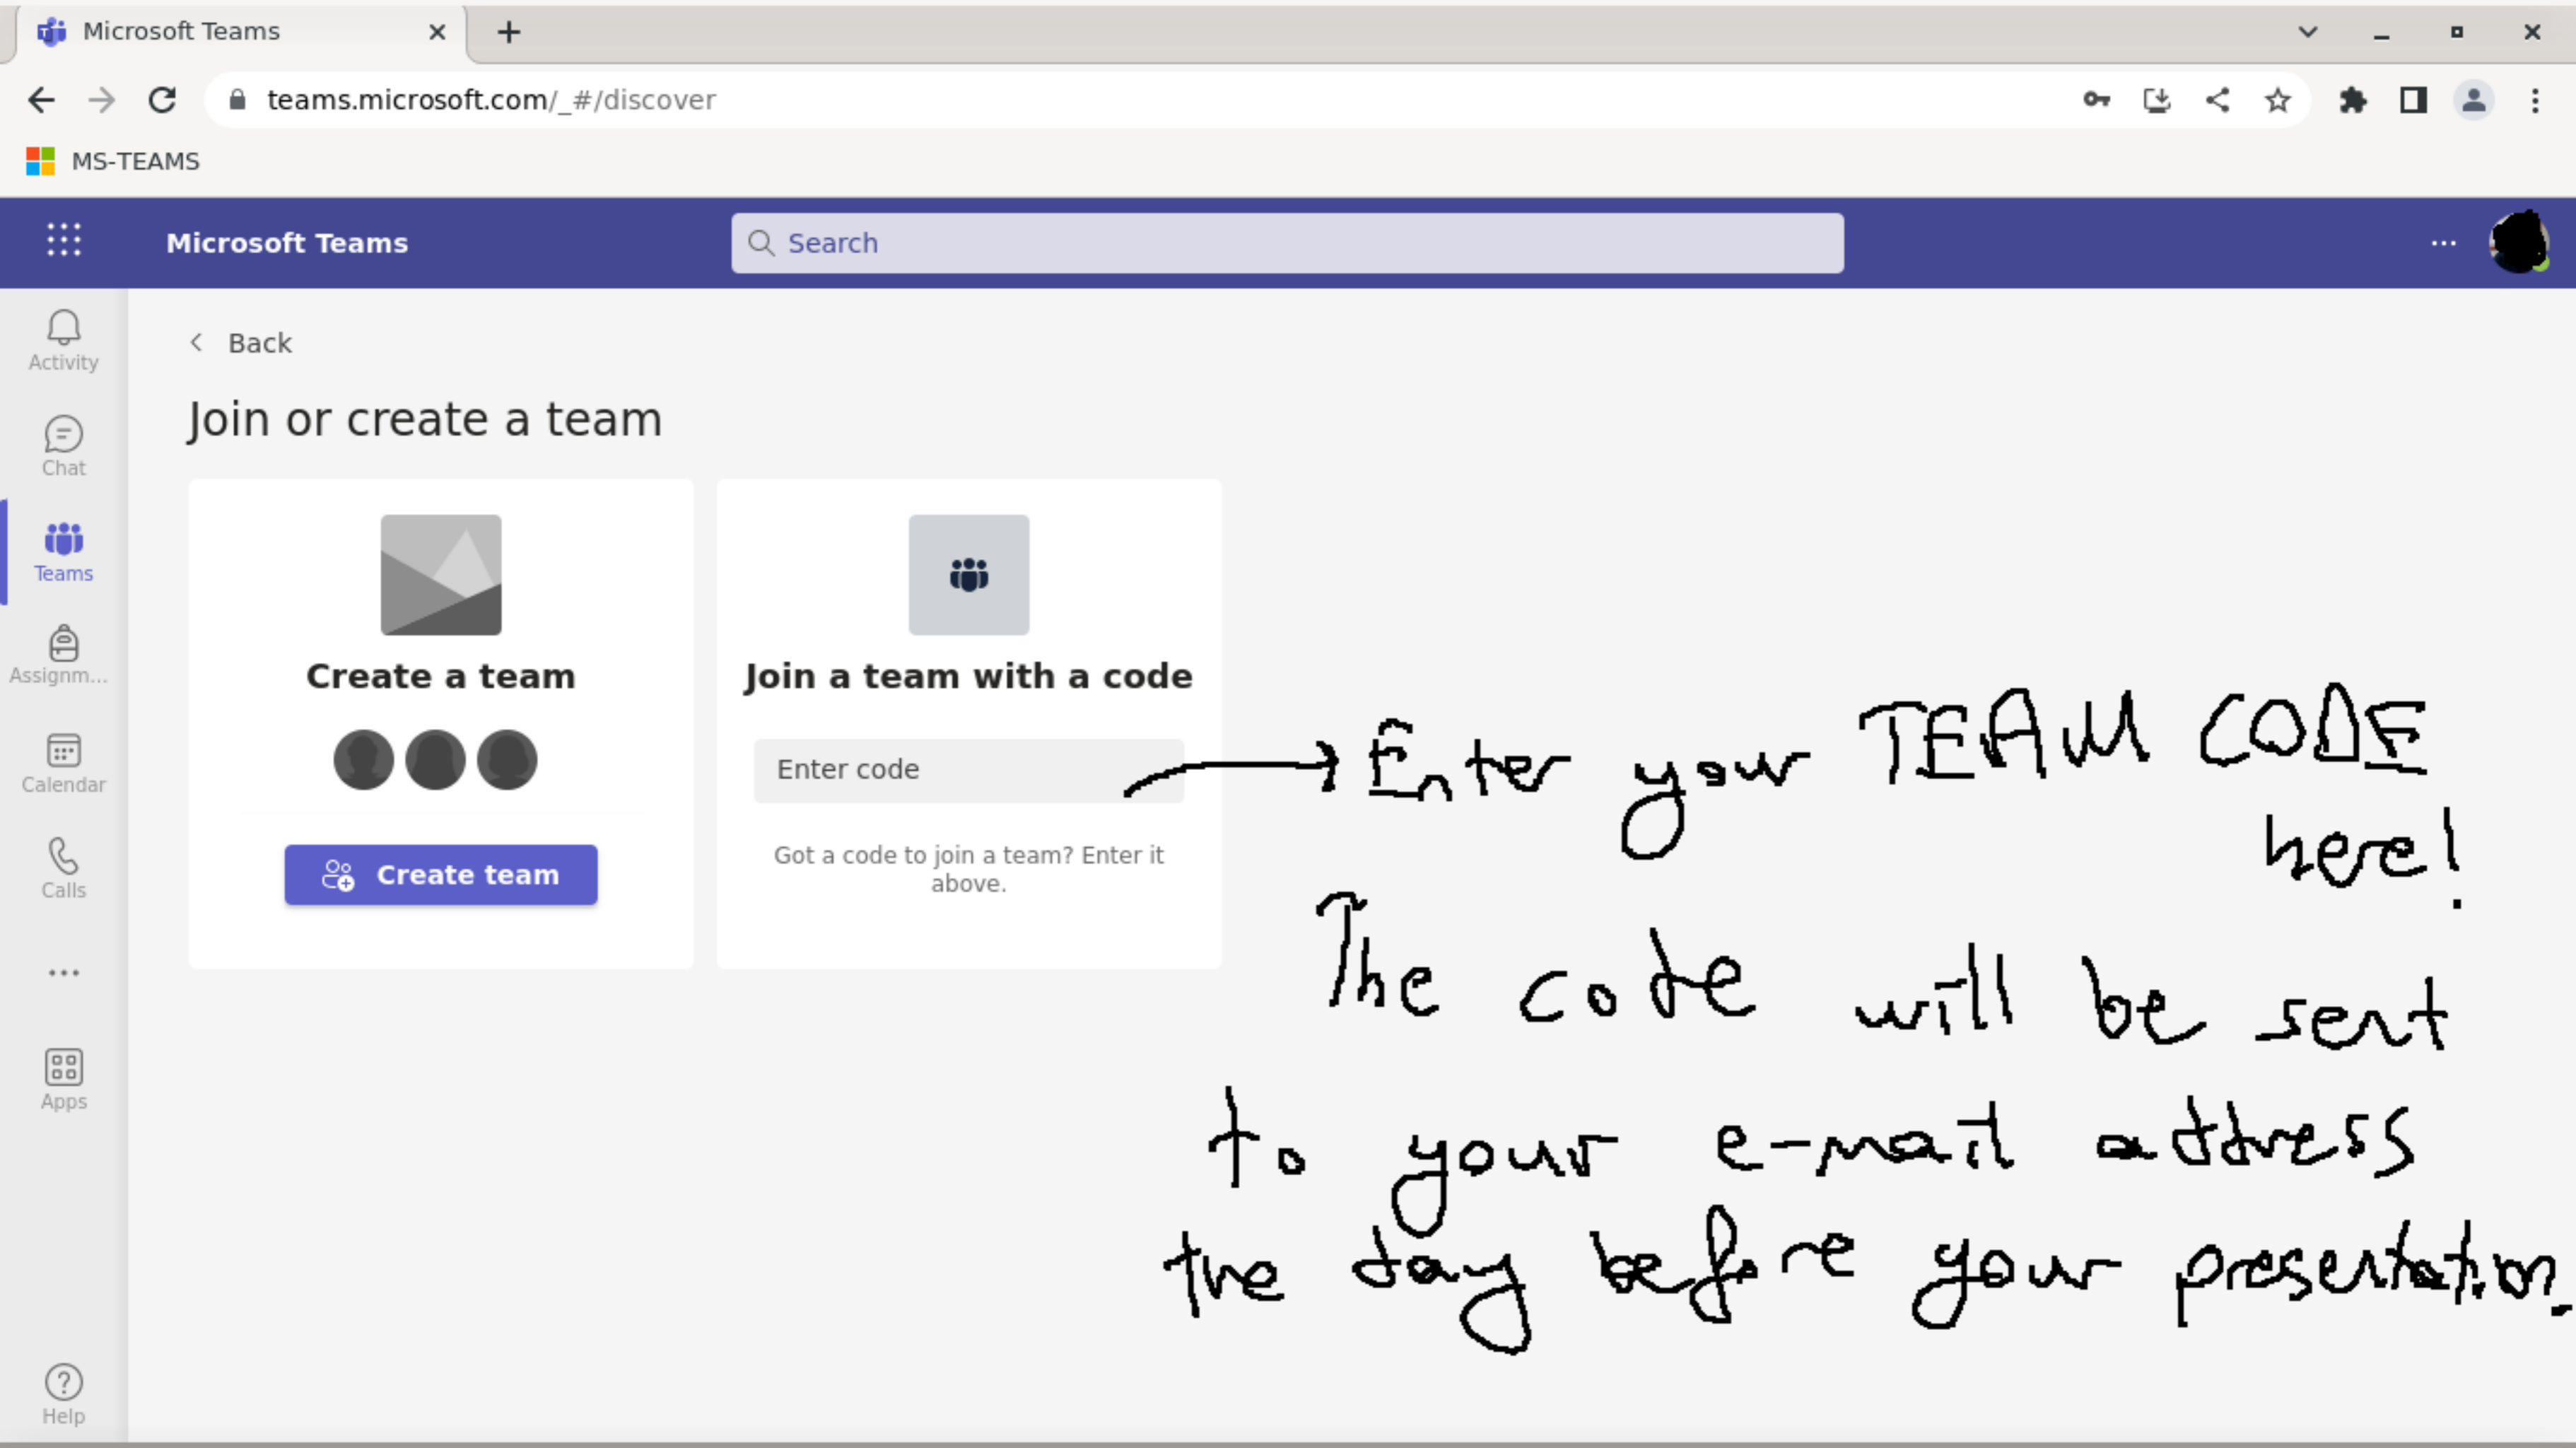 Microsoft Teams
teams.microsoft.com/_#/discover
MS-TEAMS
Microsoft Teams
Search
Activity
Chat
Teams
Assignm...
Calendar
Calls
Apps
Help
Back
Join or create a team
Create a team
Create team
Join a team with a code
Enter code
Got a code to join a team? Enter it
above.
Enter your TEAM CODE
here!
The code will be sent
to your e-mail address
the day before your presentation.